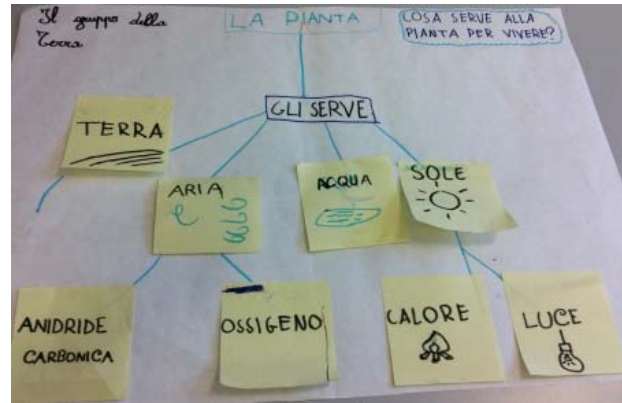 Il gruppo della
Terra
LA PIANTA
COSA SERVE ALLA
PIANTA PER VIVERE?
GLI SERVE
TERRA
ARIA
ACQUA
SOLE
ANIDRIDE
CARBONICA
OSSIGENO
CALORE
LUCE